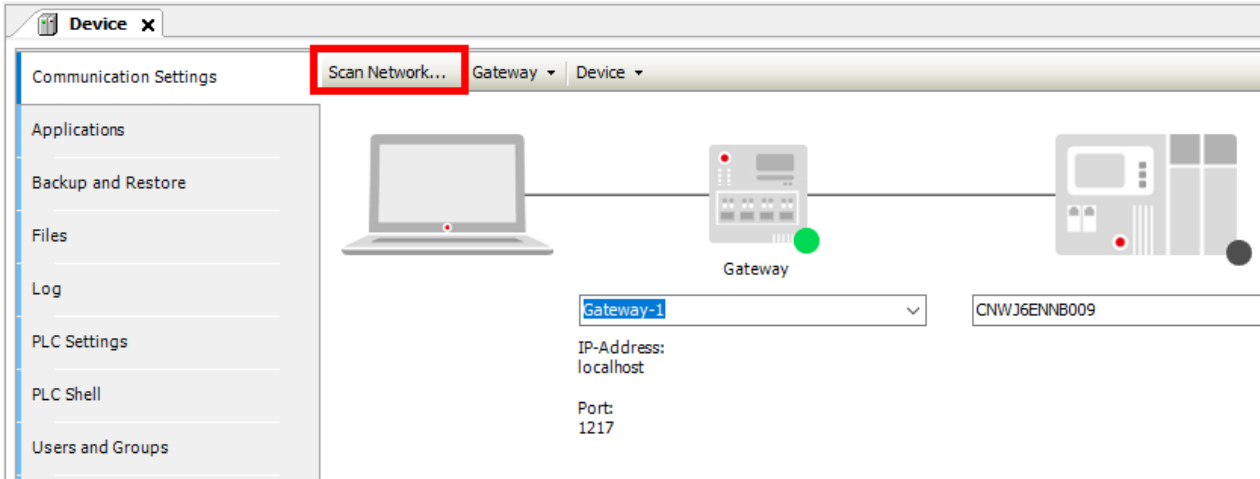 Device
Communication Settings
Scan Network... Gateway Device
Applications
Backup and Restore
Files
Log
PLC Settings
PLC Shell
Users and Groups
Gateway
Gateway-1
CNWJ6ENNB009
IP-Address:
localhost
Port:
1217